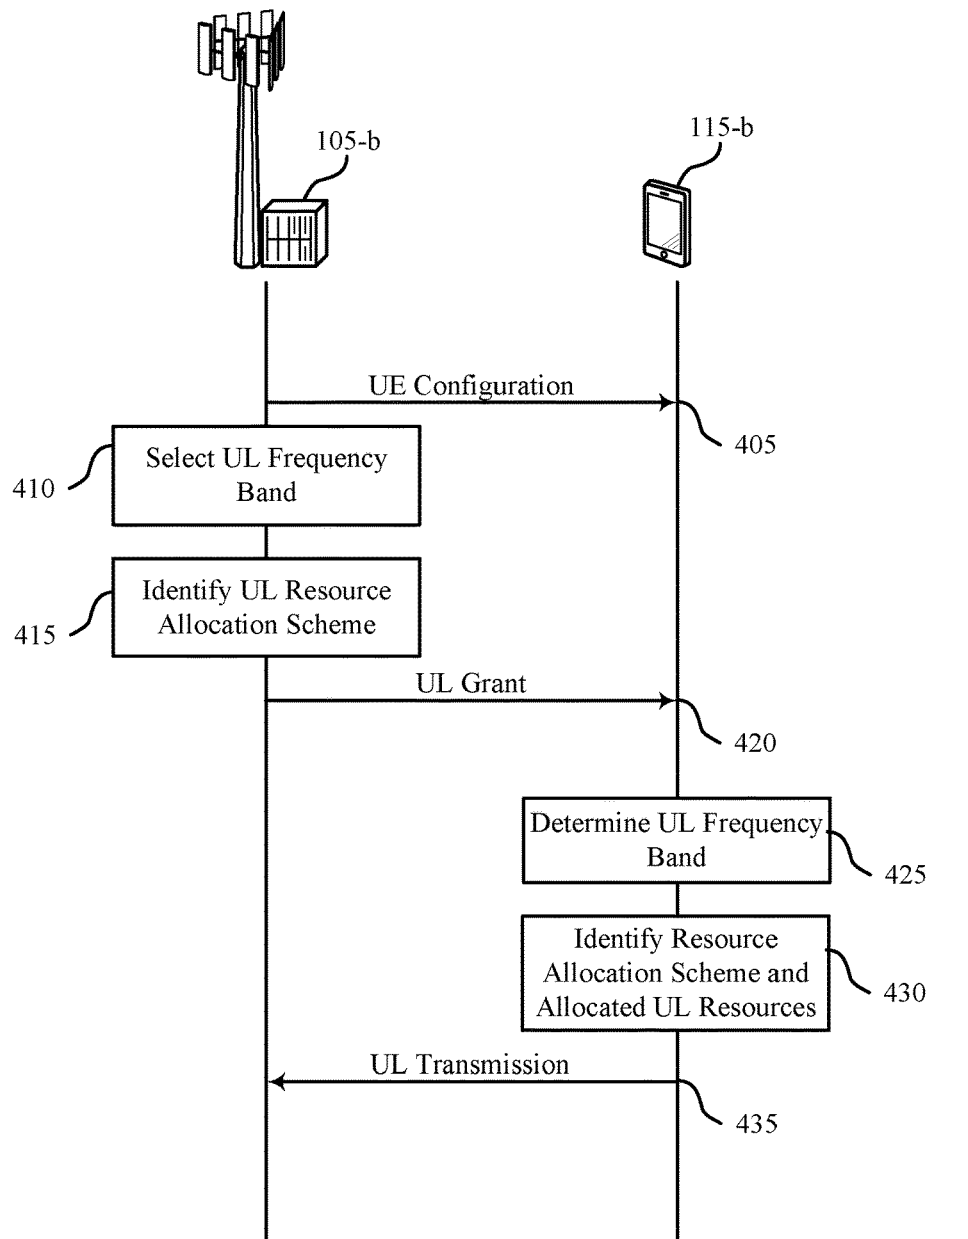 105-b
115-b
UE Configuration
405
410
Select UL Frequency
Band
415
Identify UL Resource
Allocation Scheme
UL Grant
420
Determine UL Frequency
Band
425
Identify Resource
Allocation Scheme and
Allocated UL Resources
430
UL Transmission
435